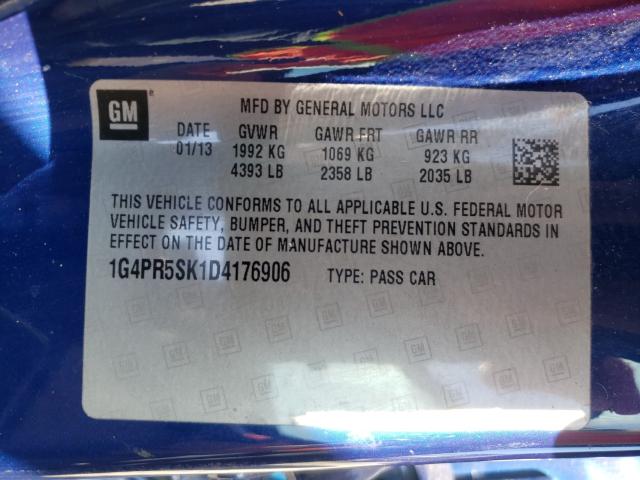 GM
MFD BY GENERAL MOTORS LLC
DATE GVWR GAWR FRT GAWR RR
01/13 1992 KG 1069 KG 923 KG
4393 LB 2358 LB 2035 LB
THIS VEHICLE CONFORMS TO ALL APPLICABLE U.S. FEDERAL MOTOR
VEHICLE SAFETY, BUMPER, AND THEFT PREVENTION STANDARDS IN
EFFECT ON THE DATE OF MANUFACTURE SHOWN ABOVE.
1G4PR5SK1D4176906 TYPE: PASS CAR